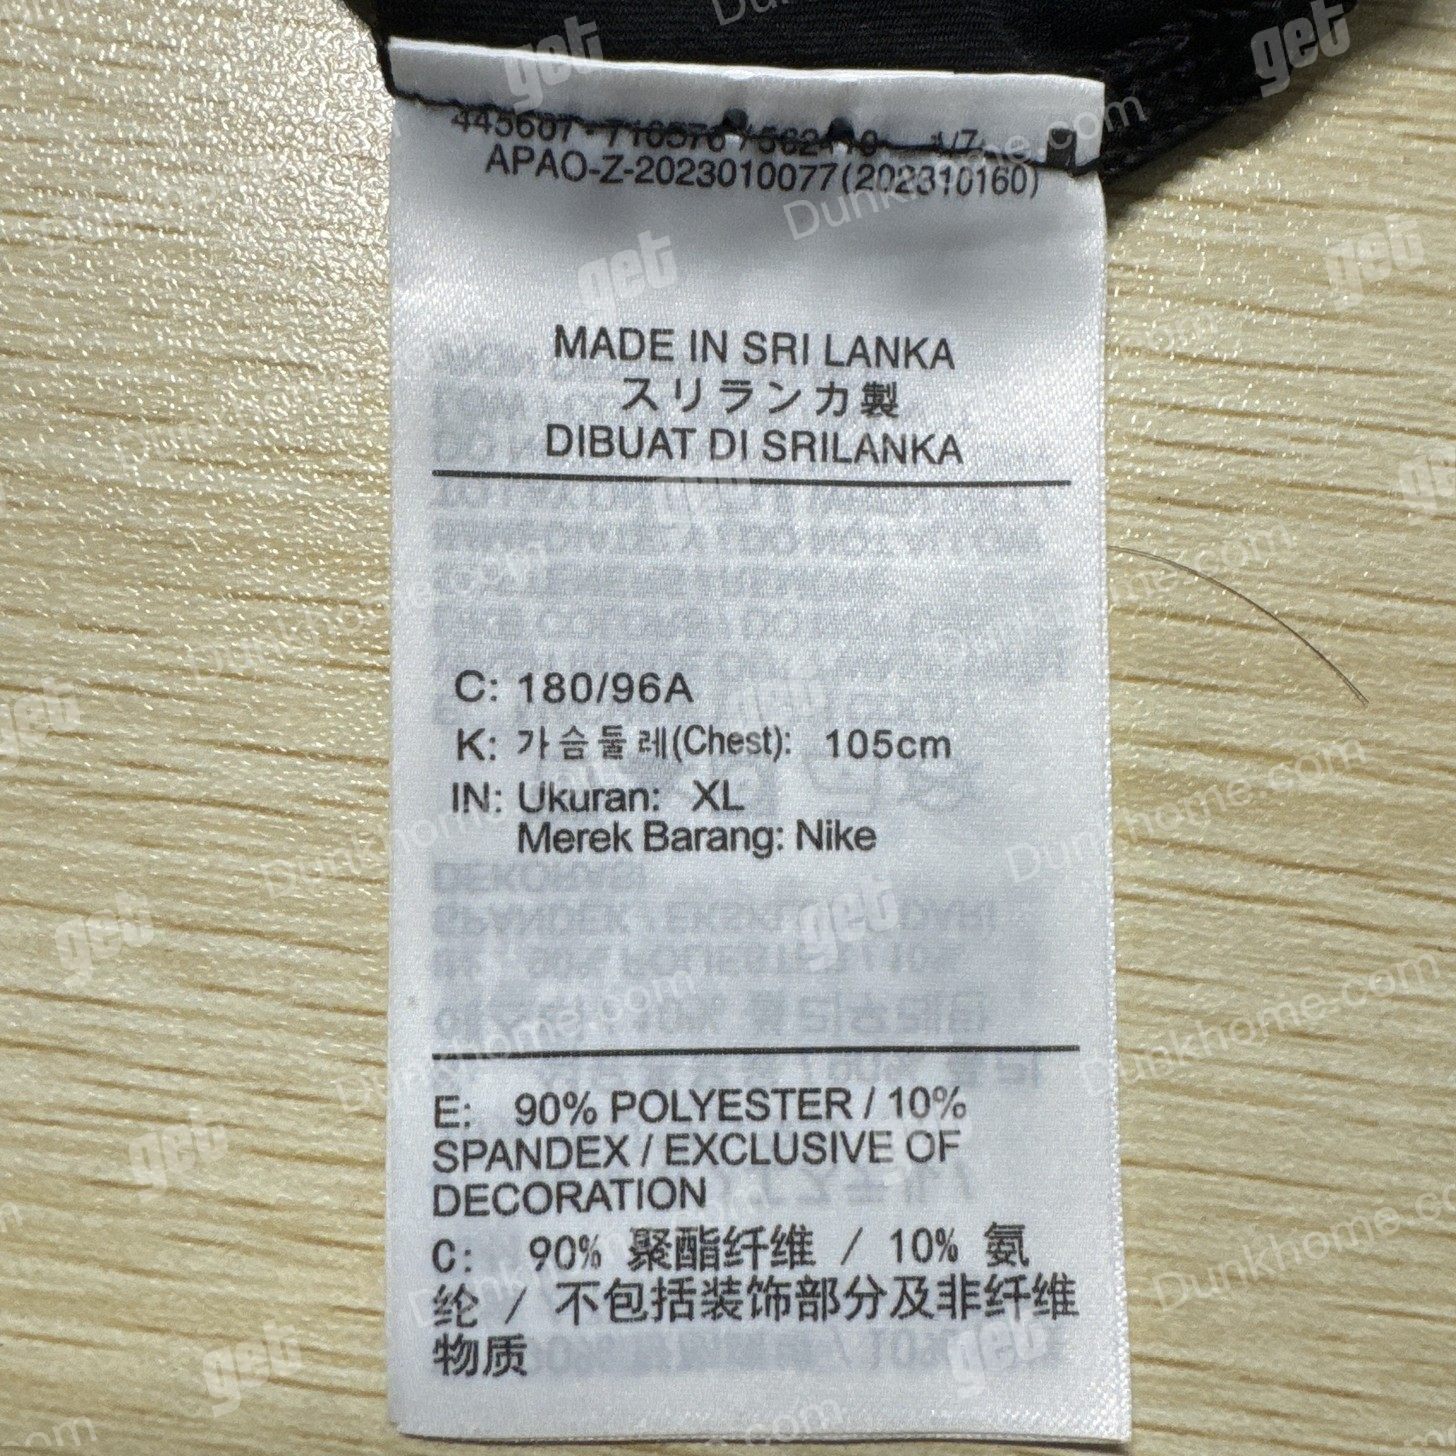 APAO-Z-2023010077(202310160)
MADE IN SRI LANKA
スリランカ製
DIBUAT DI SRILANKA
C: 180/96A
K: 가슴둘레(Chest): 105cm
IN: Ukuran: XL
Merek Barang: Nike
E: 90% POLYESTER / 10%
SPANDEX / EXCLUSIVE OF
DECORATION
C: 90% 聚酯纤维 / 10% 氨
纶 / 不包括装饰部分及非纤维
物质
get
Dunkhome.com